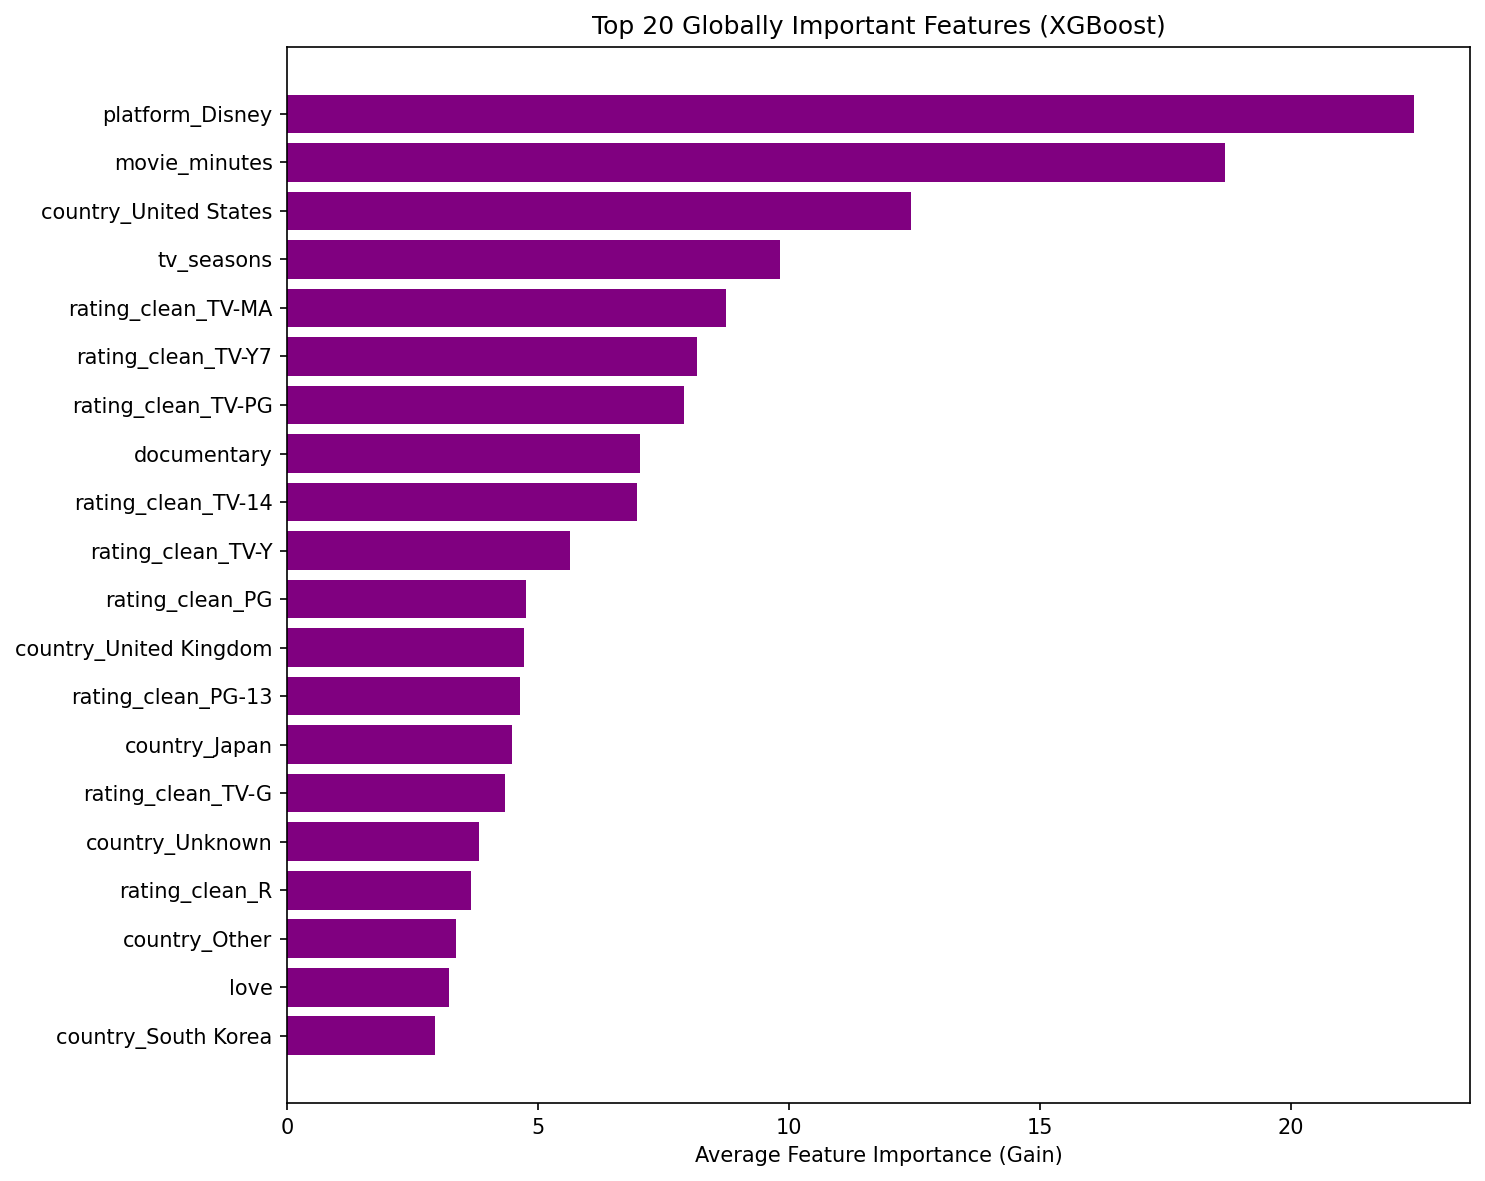 Top 20 Globally Important Features (XGBoost)
platform_Disney
movie_minutes
country_United States
tv_seasons
rating_clean_TV-MA
rating_clean_TV-Y7
rating_clean_TV-PG
documentary
rating_clean_TV-14
rating_clean_TV-Y
rating_clean_PG
country_United Kingdom
rating_clean_PG-13
country_Japan
rating_clean_TV-G
country_Unknown
rating_clean_R
country_Other
love
country_South Korea
0 5 10 15 20
Average Feature Importance (Gain)